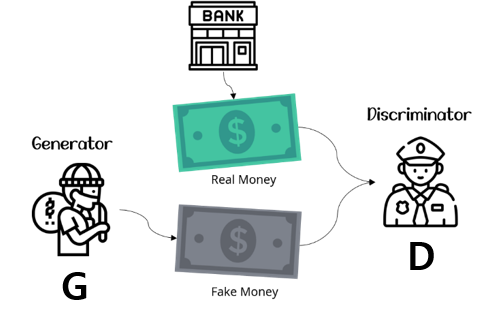 BANK
Generator
Discriminator
$
Real Money
$
$
G
D
Fake Money